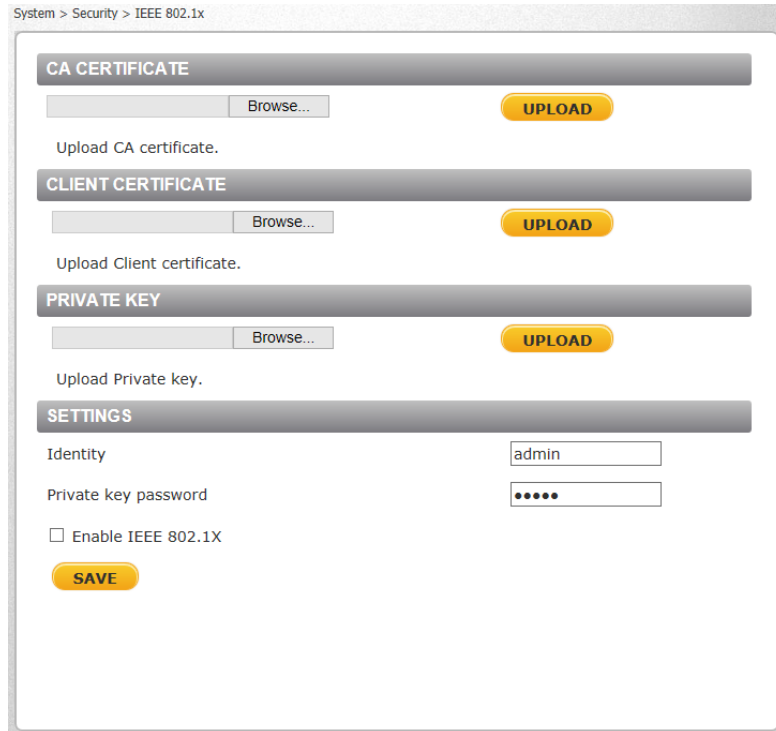 System > Security > IEEE 802.1x
CA CERTIFICATE
Browse... UPLOAD
Upload CA certificate.
CLIENT CERTIFICATE
Browse... UPLOAD
Upload Client certificate.
PRIVATE KEY
Browse... UPLOAD
Upload Private key.
SETTINGS
Identity admin
Private key password •••••
Enable IEEE 802.1X
SAVE